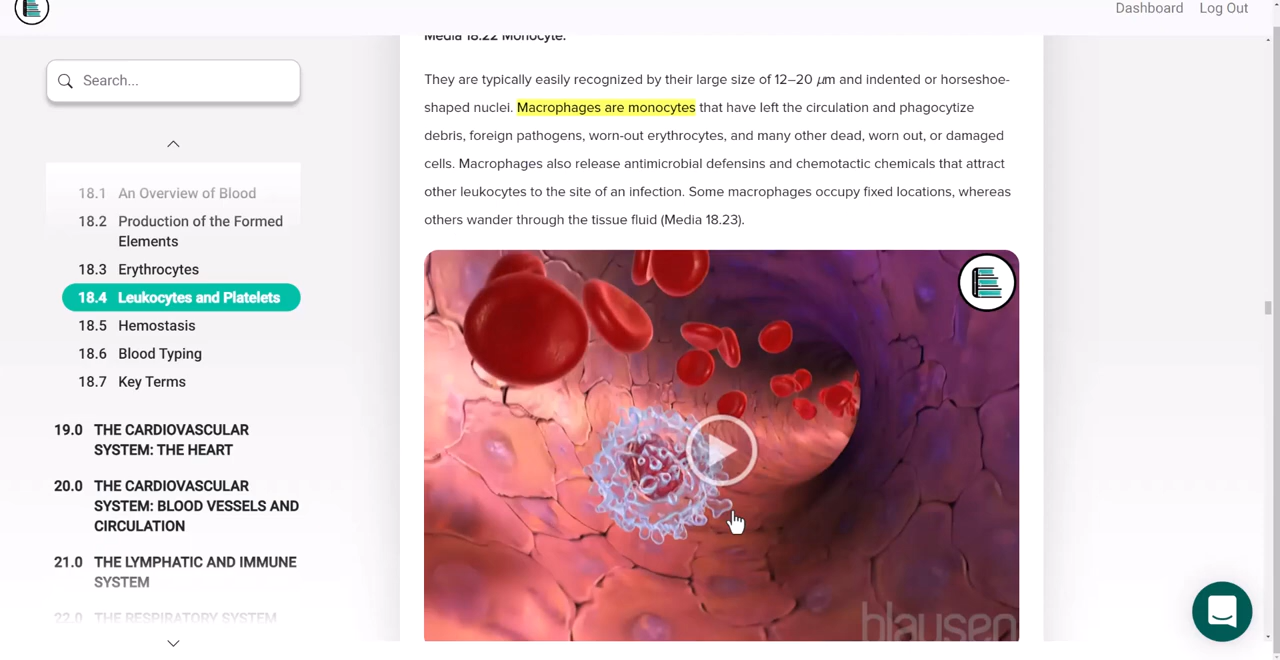 Dashboard Log Out
Media 18.22 Monocyte.
Search...
18.1 An Overview of Blood
18.2 Production of the Formed
Elements
18.3 Erythrocytes
18.4 Leukocytes and Platelets
18.5 Hemostasis
18.6 Blood Typing
18.7 Key Terms
19.0 THE CARDIOVASCULAR
SYSTEM: THE HEART
20.0 THE CARDIOVASCULAR
SYSTEM: BLOOD VESSELS AND
CIRCULATION
21.0 THE LYMPHATIC AND IMMUNE
SYSTEM
22.0 THE RESPIRATORY SYSTEM
They are typically easily recognized by their large size of 12–20 μm and indented or horseshoe-
shaped nuclei. Macrophages are monocytes that have left the circulation and phagocytize
debris, foreign pathogens, worn-out erythrocytes, and many other dead, worn out, or damaged
cells. Macrophages also release antimicrobial defensins and chemotactic chemicals that attract
other leukocytes to the site of an infection. Some macrophages occupy fixed locations, whereas
others wander through the tissue fluid (Media 18.23).
blausen